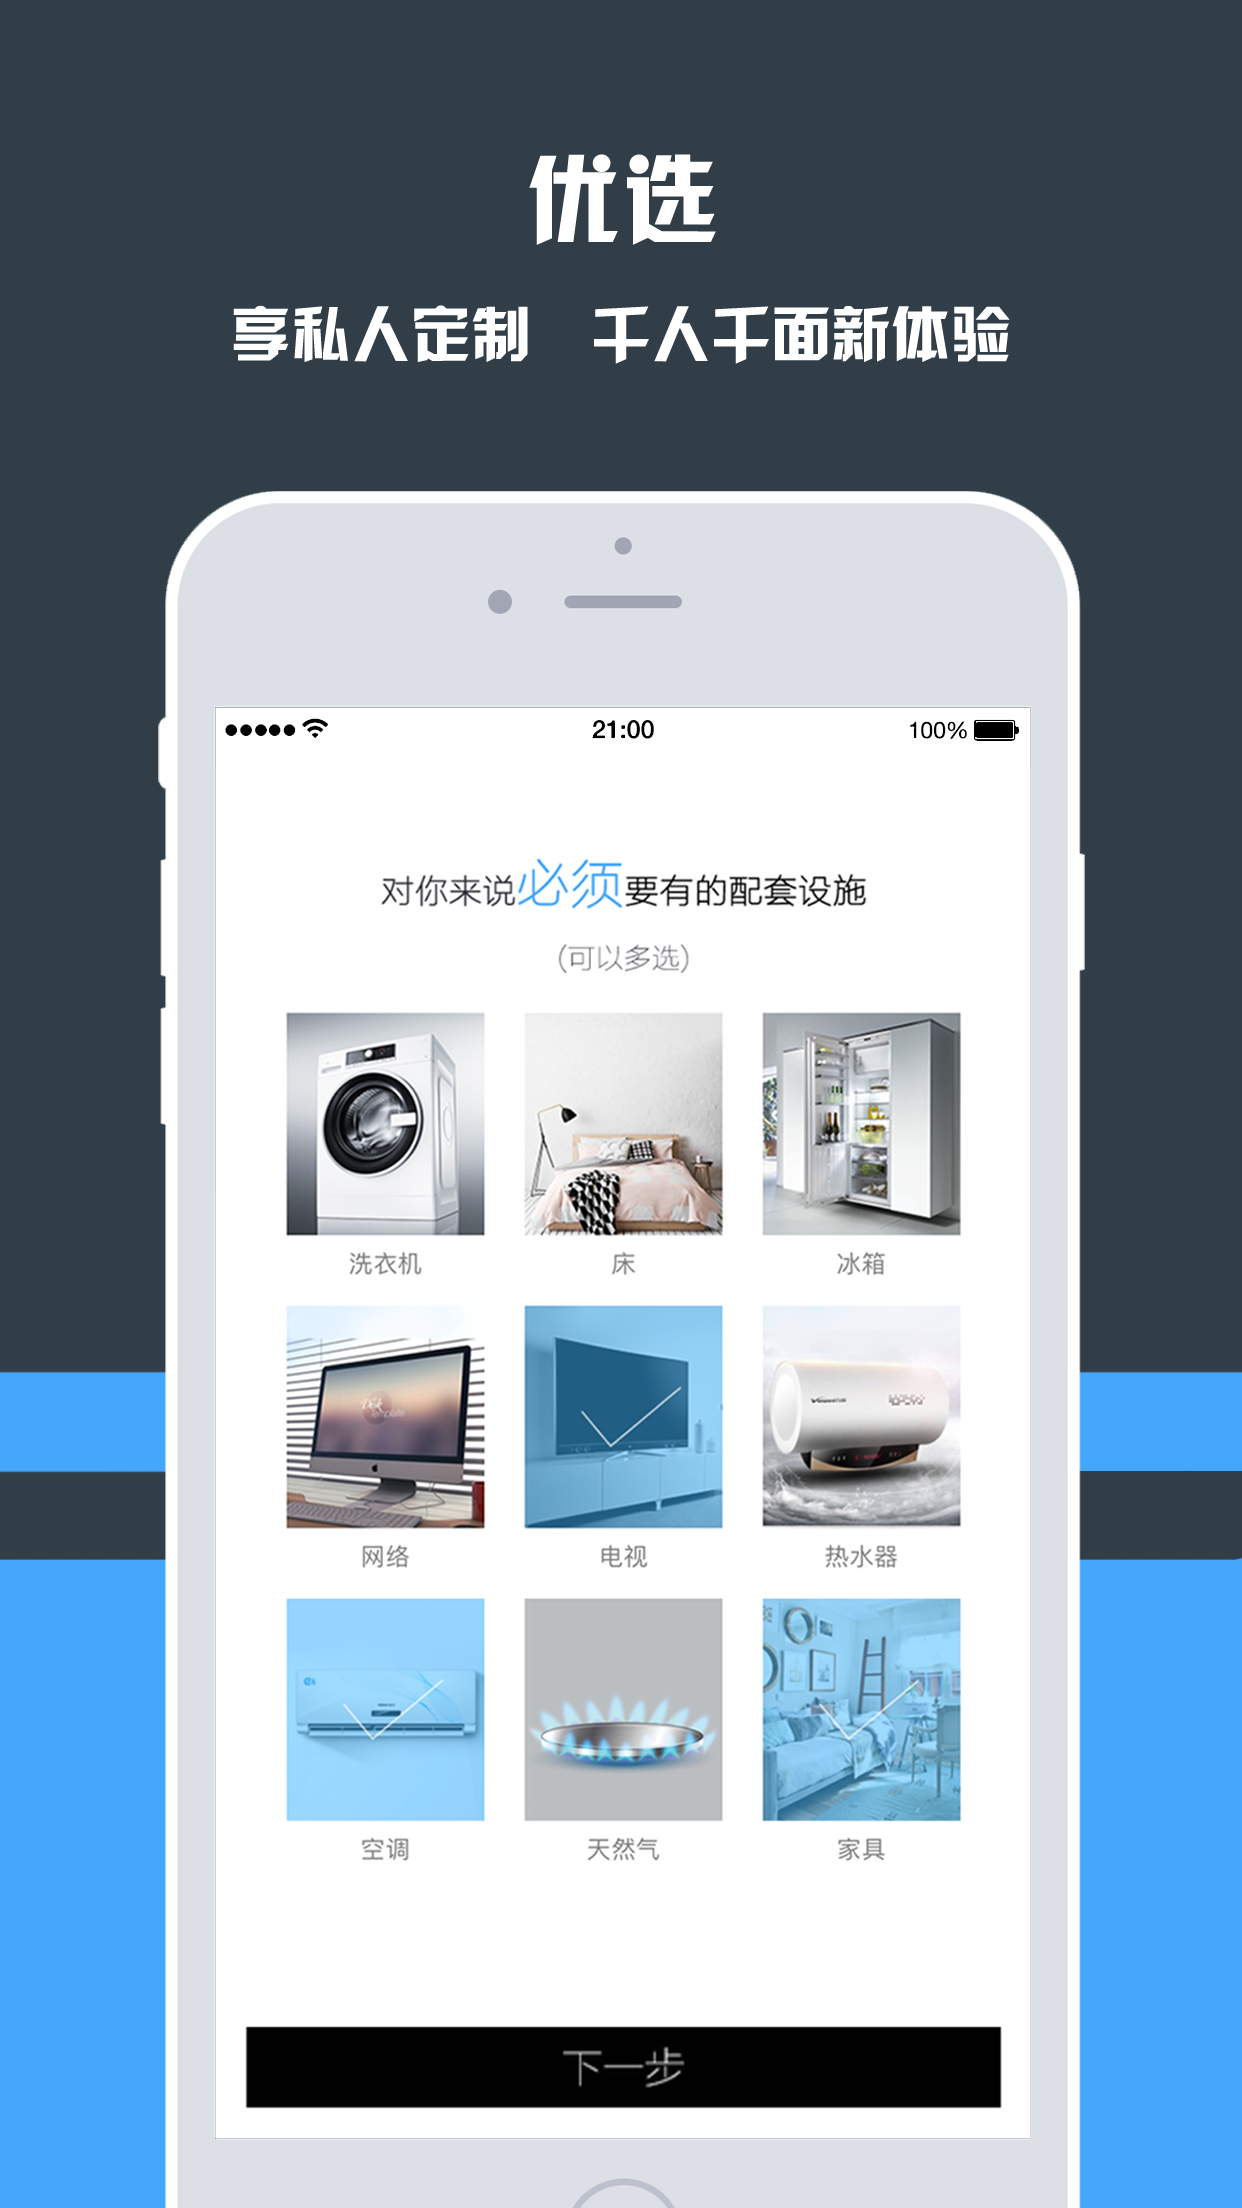 优选
享私人定制 千人千面新体验
21:00
100%
对你来说必须要有的配套设施
(可以多选)
洗衣机 床 冰箱
网络 电视 热水器
空调 天然气 家具
下一步